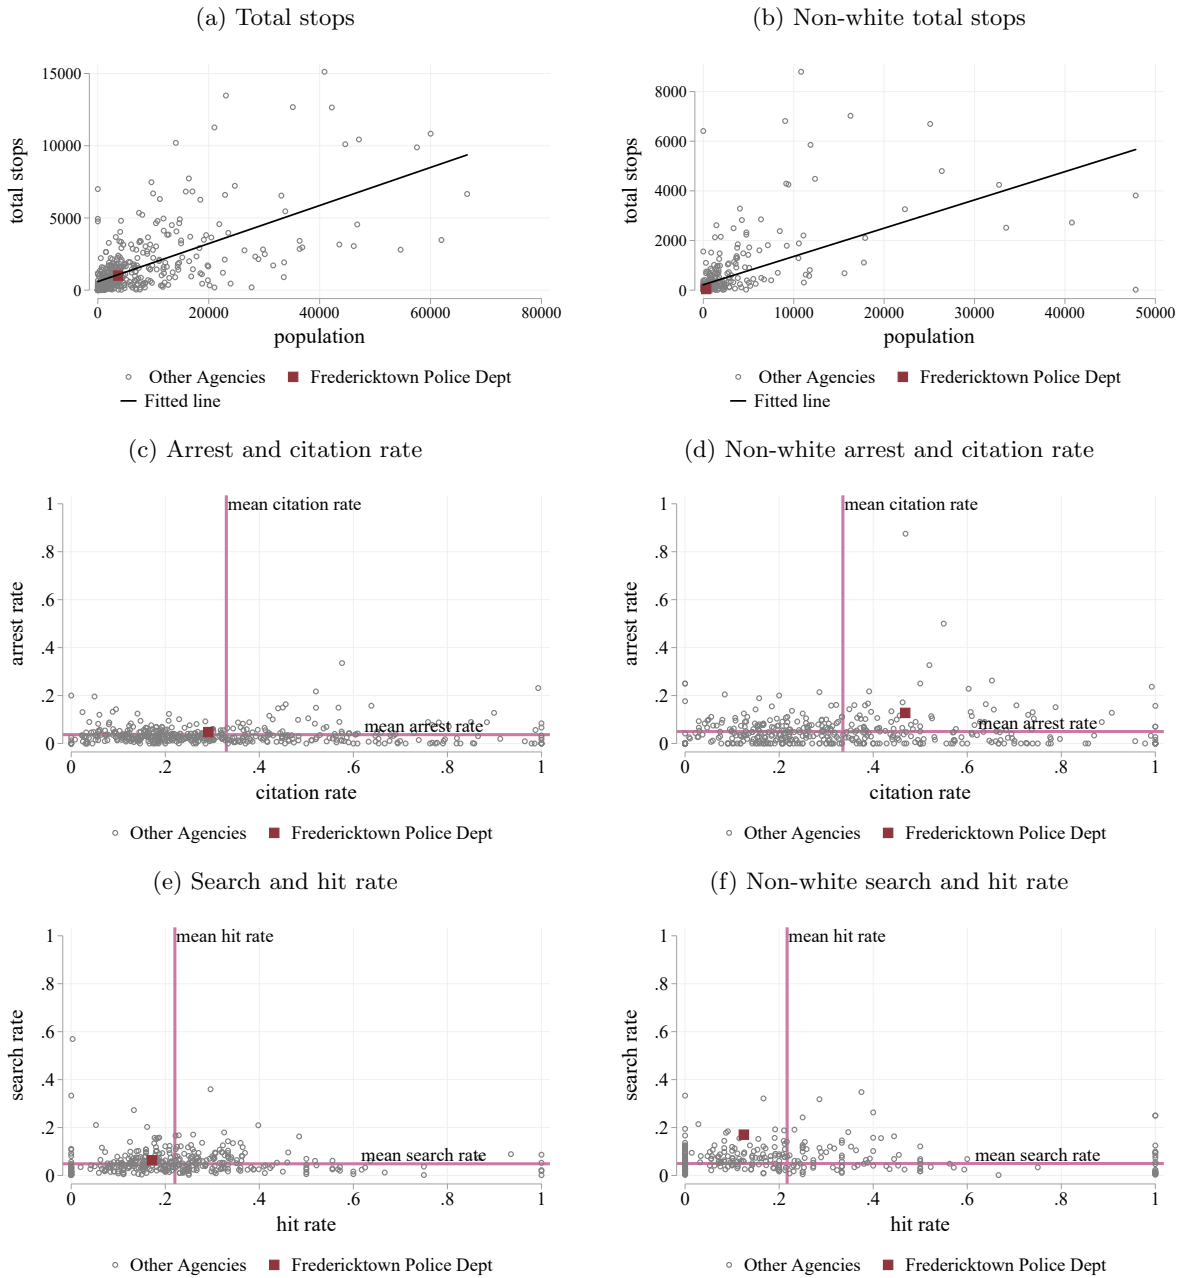 (a) Total stops
(b) Non-white total stops
15000
10000
5000
0
total stops
0 20000 40000 60000 80000
population
8000
6000
4000
2000
0
total stops
0 10000 20000 30000 40000 50000
population
Other Agencies Fredericktown Police Dept
Fitted line
Other Agencies Fredericktown Police Dept
Fitted line
(c) Arrest and citation rate
(d) Non-white arrest and citation rate
1
.8
.6
.4
.2
0
arrest rate
mean citation rate
mean arrest rate
0 .2 .4 .6 .8 1
citation rate
1
.8
.6
.4
.2
0
arrest rate
mean citation rate
mean arrest rate
0 .2 .4 .6 .8 1
citation rate
Other Agencies Fredericktown Police Dept
Other Agencies Fredericktown Police Dept
(e) Search and hit rate
(f) Non-white search and hit rate
1
.8
.6
.4
.2
0
search rate
mean hit rate
mean search rate
0 .2 .4 .6 .8 1
hit rate
1
.8
.6
.4
.2
0
search rate
mean hit rate
mean search rate
0 .2 .4 .6 .8 1
hit rate
Other Agencies Fredericktown Police Dept
Other Agencies Fredericktown Police Dept